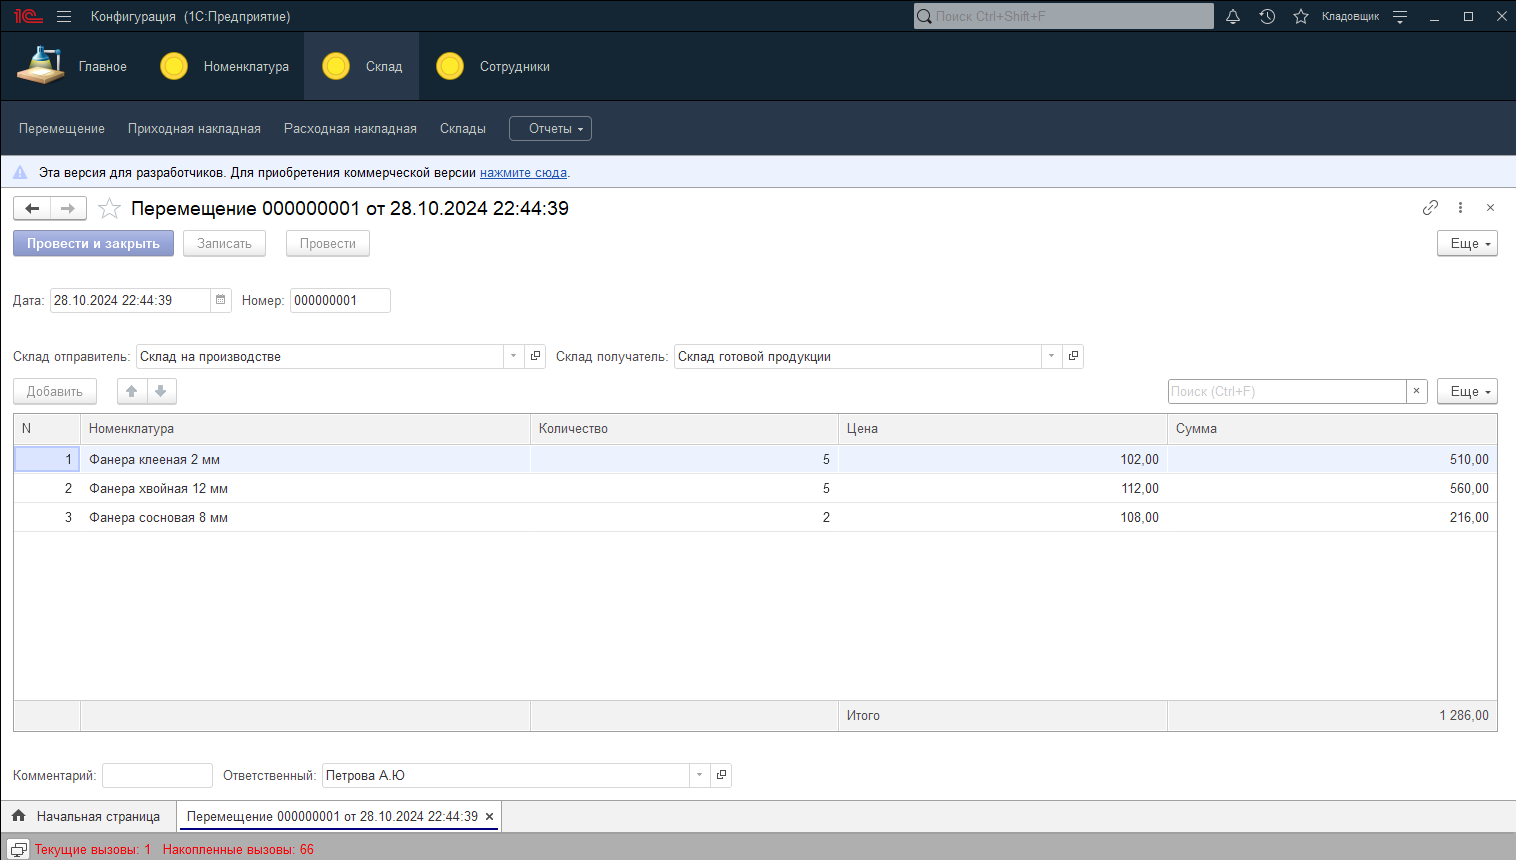 1С Конфигурация (1С:Предприятие) Поиск Ctrl+Shift+F Кладовщик
Главное Номенклатура Склад Сотрудники
Перемещение Приходная накладная Расходная накладная Склады Отчеты
Эта версия для разработчиков. Для приобретения коммерческой версии нажмите сюда.
Перемещение 000000001 от 28.10.2024 22:44:39
Провести и закрыть Записать Провести Еще
Дата: 28.10.2024 22:44:39 Номер: 000000001
Склад отправитель: Склад на производстве Склад получатель: Склад готовой продукции
Добавить Поиск (Ctrl+F) × Еще
N Номенклатура Количество Цена Сумма
1 Фанера клееная 2 мм 5 102,00 510,00
2 Фанера хвойная 12 мм 5 112,00 560,00
3 Фанера сосновая 8 мм 2 108,00 216,00
Итого 1 286,00
Комментарий: Ответственный: Петрова А.Ю
Начальная страница Перемещение 000000001 от 28.10.2024 22:44:39 ×
Текущие вызовы: 1 Накопленные вызовы: 66